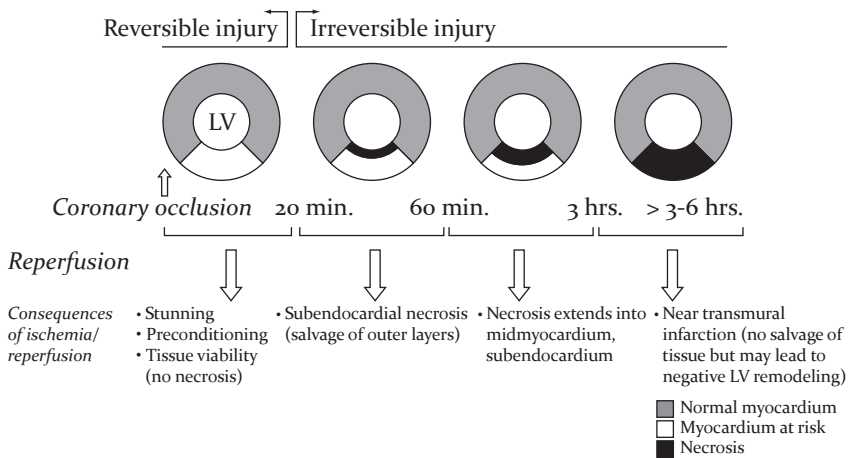 Reversible injury
Irreversible injury
LV
Coronary occlusion 20 min. 60 min. 3 hrs. > 3-6 hrs.
Reperfusion
Consequences
of ischemia/
reperfusion
• Stunning
• Preconditioning
• Tissue viability
(no necrosis)
• Subendocardial necrosis
(salvage of outer layers)
• Necrosis extends into
midmyocardium,
subendocardium
• Near transmural
infarction (no salvage of
tissue but may lead to
negative LV remodeling)
Normal myocardium
Myocardium at risk
Necrosis